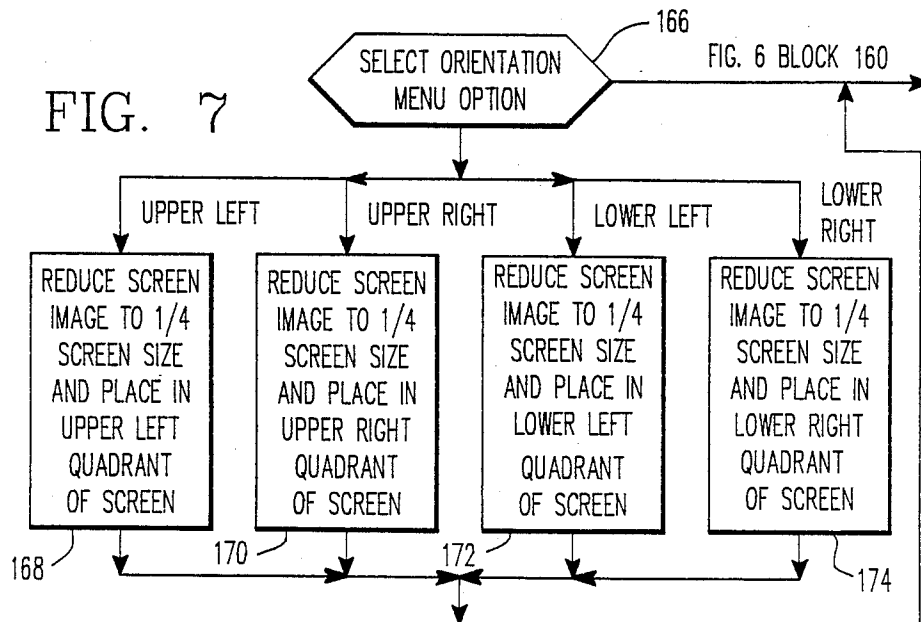 166
SELECT ORIENTATION
MENU OPTION
FIG. 6 BLOCK 160
FIG. 7
UPPER LEFT
UPPER RIGHT
LOWER LEFT
LOWER
RIGHT
REDUCE SCREEN
IMAGE TO 1/4
SCREEN SIZE
AND PLACE IN
UPPER LEFT
QUADRANT
OF SCREEN
REDUCE SCREEN
IMAGE TO 1/4
SCREEN SIZE
AND PLACE IN
UPPER RIGHT
QUADRANT
OF SCREEN
REDUCE SCREEN
IMAGE TO 1/4
SCREEN SIZE
AND PLACE IN
LOWER LEFT
QUADRANT
OF SCREEN
REDUCE SCREEN
IMAGE TO 1/4
SCREEN SIZE
AND PLACE IN
LOWER RIGHT
QUADRANT
OF SCREEN
168
170
172
174